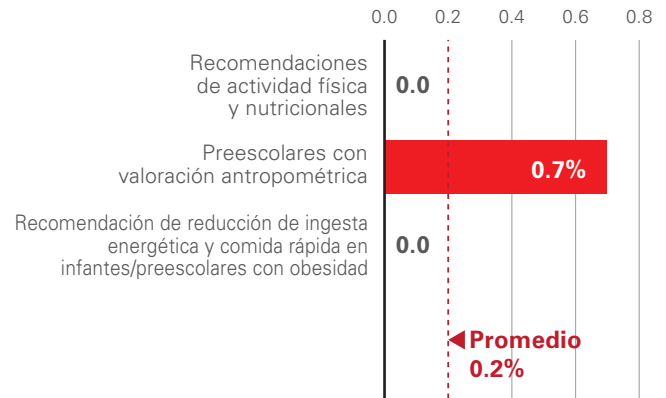 0.0 0.2 0.4 0.6 0.8
Recomendaciones
de actividad física
y nutricionales
0.0
Preescolares con
valoración antropométrica
0.7%
Recomendación de reducción de ingesta
energética y comida rápida en
infantes/preescolares con obesidad
0.0
Promedio
0.2%